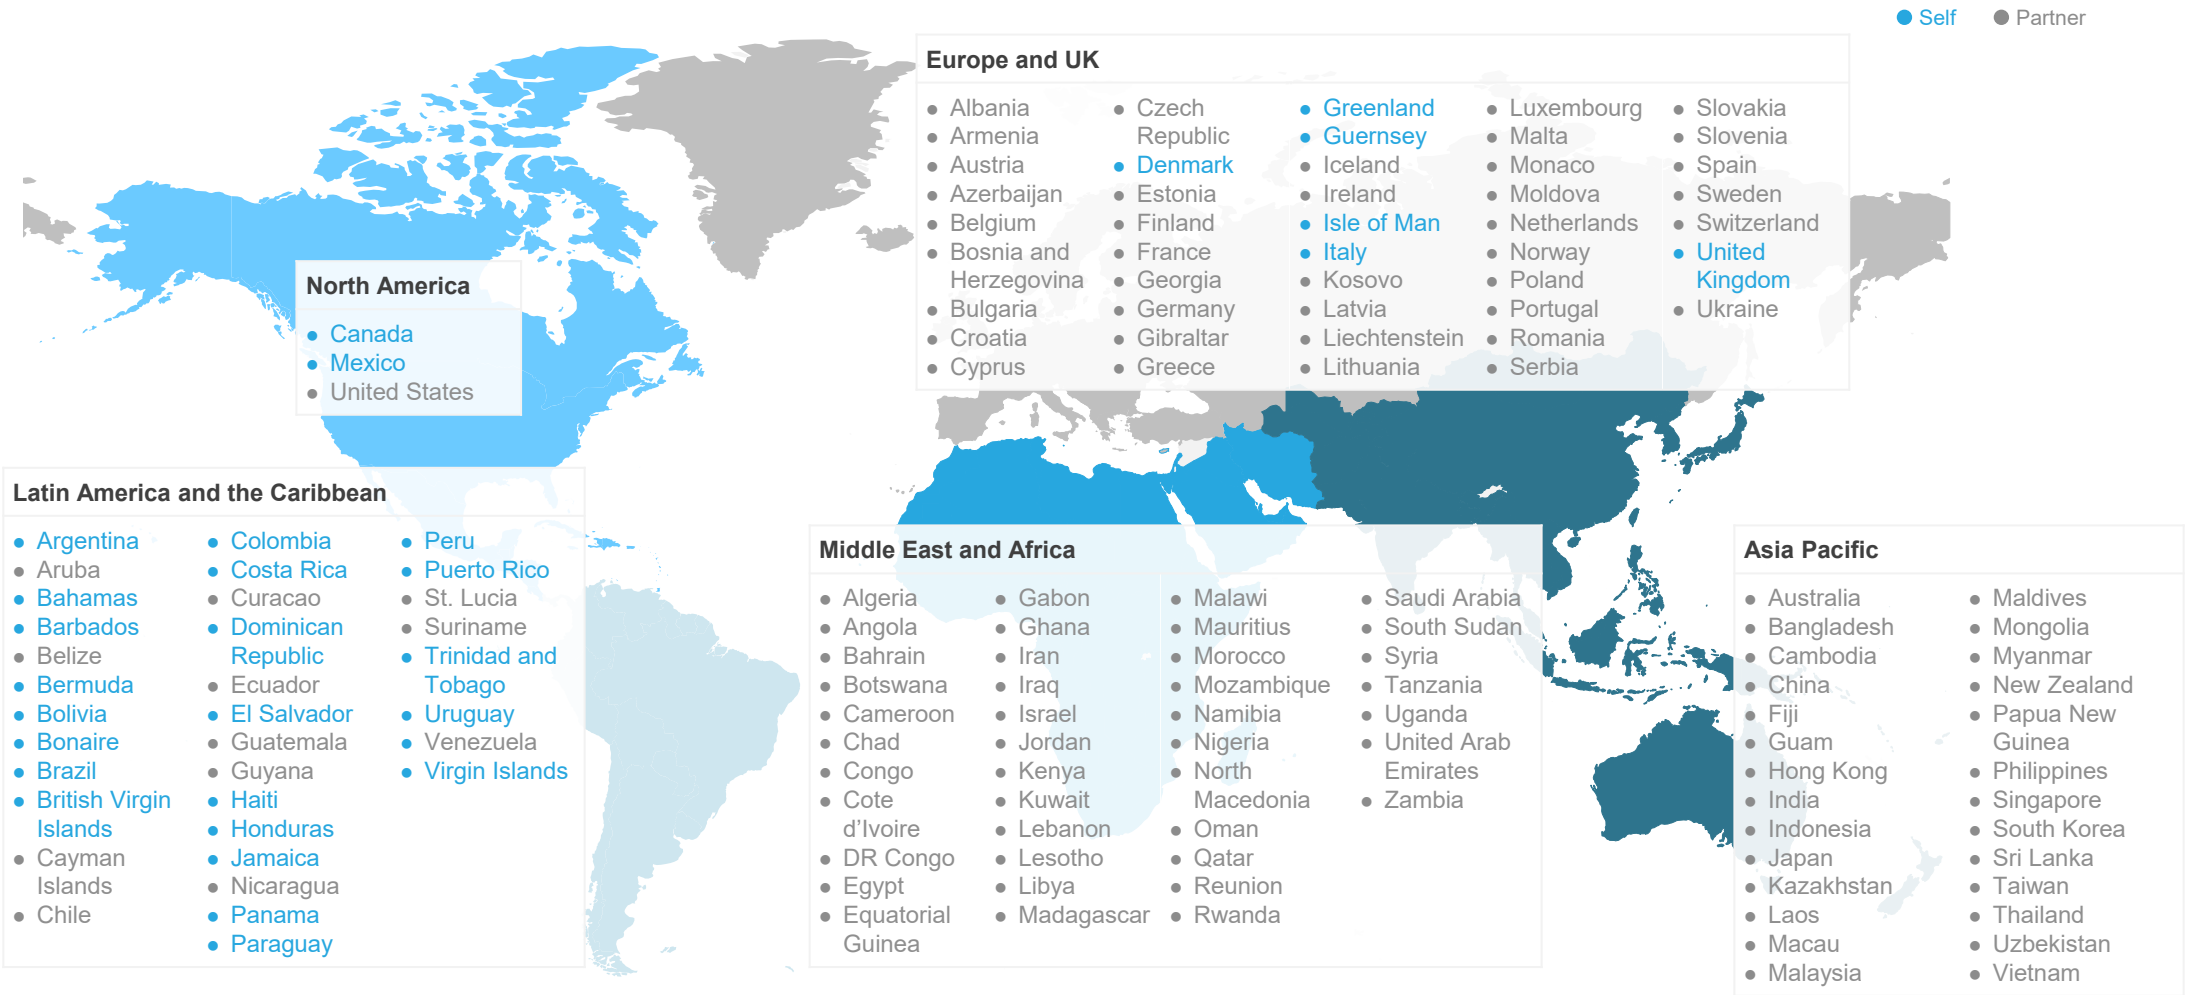 ● Self ● Partner
Europe and UK
● Albania
● Armenia
● Austria
● Azerbaijan
● Belgium
● Bosnia and
Herzegovina
● Bulgaria
● Croatia
● Cyprus
● Czech
Republic
● Denmark
● Estonia
● Finland
● France
● Georgia
● Germany
● Gibraltar
● Greece
● Greenland
● Guernsey
● Iceland
● Ireland
● Isle of Man
● Italy
● Kosovo
● Latvia
● Liechtenstein
● Lithuania
● Luxembourg
● Malta
● Monaco
● Moldova
● Netherlands
● Norway
● Poland
● Portugal
● Romania
● Serbia
● Slovakia
● Slovenia
● Spain
● Sweden
● Switzerland
● United
Kingdom
● Ukraine
North America
● Canada
● Mexico
● United States
Latin America and the Caribbean
● Argentina
● Aruba
● Bahamas
● Barbados
● Belize
● Bermuda
● Bolivia
● Bonaire
● Brazil
● British Virgin
Islands
● Cayman
Islands
● Chile
● Colombia
● Costa Rica
● Curacao
● Dominican
Republic
● Ecuador
● El Salvador
● Guatemala
● Guyana
● Haiti
● Honduras
● Jamaica
● Nicaragua
● Panama
● Paraguay
● Peru
● Puerto Rico
● St. Lucia
● Suriname
● Trinidad and
Tobago
● Uruguay
● Venezuela
● Virgin Islands
Middle East and Africa
● Algeria
● Angola
● Bahrain
● Botswana
● Cameroon
● Chad
● Congo
● Cote
d’Ivoire
● DR Congo
● Egypt
● Equatorial
Guinea
● Gabon
● Ghana
● Iran
● Iraq
● Israel
● Jordan
● Kenya
● Kuwait
● Lebanon
● Lesotho
● Libya
● Madagascar
● Malawi
● Mauritius
● Morocco
● Mozambique
● Namibia
● Nigeria
● North
Macedonia
● Oman
● Qatar
● Reunion
● Rwanda
● Saudi Arabia
● South Sudan
● Syria
● Tanzania
● Uganda
● United Arab
Emirates
● Zambia
Asia Pacific
● Australia
● Bangladesh
● Cambodia
● China
● Fiji
● Guam
● Hong Kong
● India
● Indonesia
● Japan
● Kazakhstan
● Laos
● Macau
● Malaysia
● Maldives
● Mongolia
● Myanmar
● New Zealand
● Papua New
Guinea
● Philippines
● Singapore
● South Korea
● Sri Lanka
● Taiwan
● Thailand
● Uzbekistan
● Vietnam